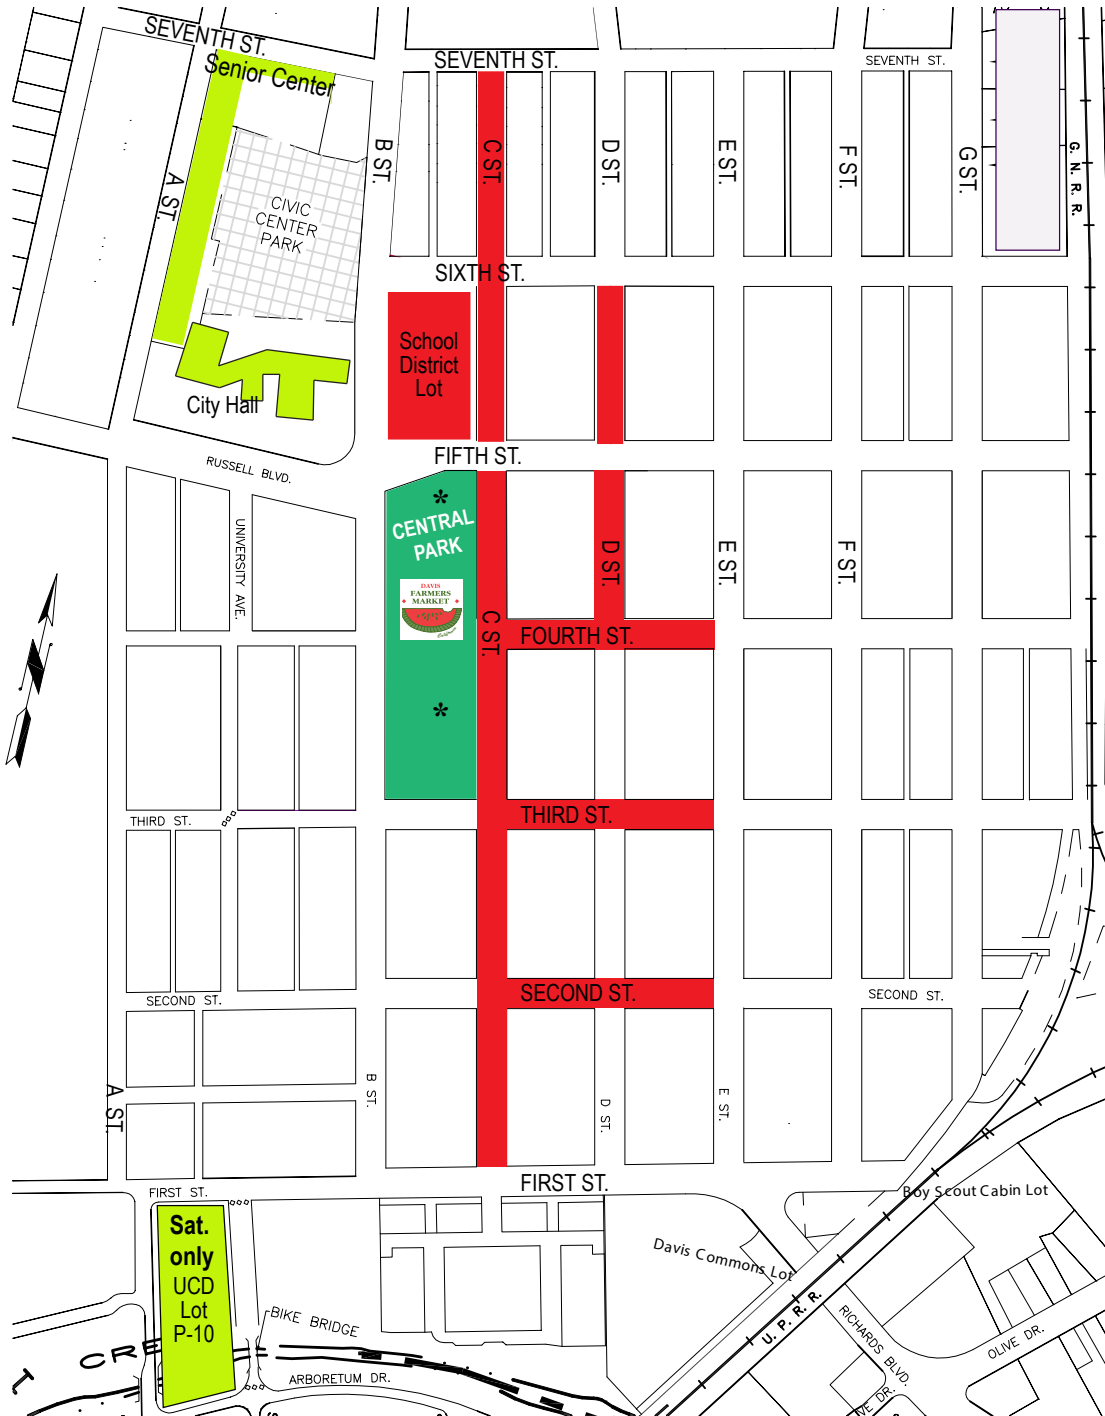 SEVENTH ST.
Senior Center
SEVENTH ST.
SEVENTH ST.
A ST.
B ST.
C ST.
D ST.
E ST.
F ST.
G ST.
G. N. R. R.
CIVIC
CENTER
PARK
SIXTH ST.
School
District
Lot
City Hall
FIFTH ST.
RUSSELL BLVD.
UNIVERSITY AVE.
*
CENTRAL
PARK
DAVIS
FARMERS
MARKET
*
C ST.
D ST.
E ST.
F ST.
FOURTH ST.
THIRD ST.
THIRD ST.
SECOND ST.
SECOND ST.
SECOND ST.
A ST.
B ST.
D ST.
E ST.
FIRST ST.
FIRST ST.
Sat.
only
UCD
Lot
P-10
BIKE BRIDGE
ARBORETUM DR.
T CRE
Davis Commons Lot
Boy Scout Cabin Lot
U. P. R. R.
RICHARDS BLVD.
OLIVE DR.
VE DR.